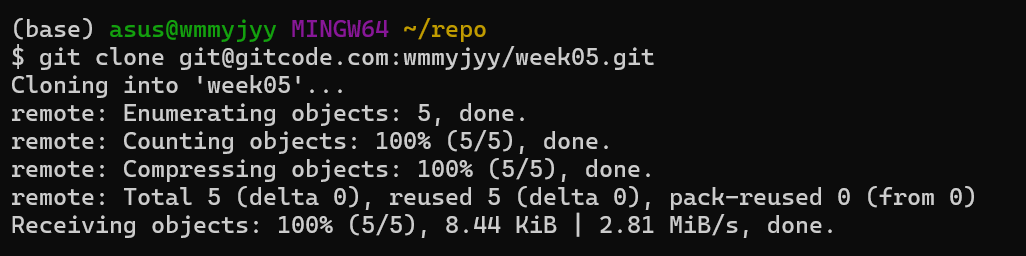 (base) asus@wmmyjyy MINGW64 ~/repo
$ git clone git@gitcode.com:wmmyjyy/week05.git
Cloning into 'week05'...
remote: Enumerating objects: 5, done.
remote: Counting objects: 100% (5/5), done.
remote: Compressing objects: 100% (5/5), done.
remote: Total 5 (delta 0), reused 5 (delta 0), pack-reused 0 (from 0)
Receiving objects: 100% (5/5), 8.44 KiB | 2.81 MiB/s, done.